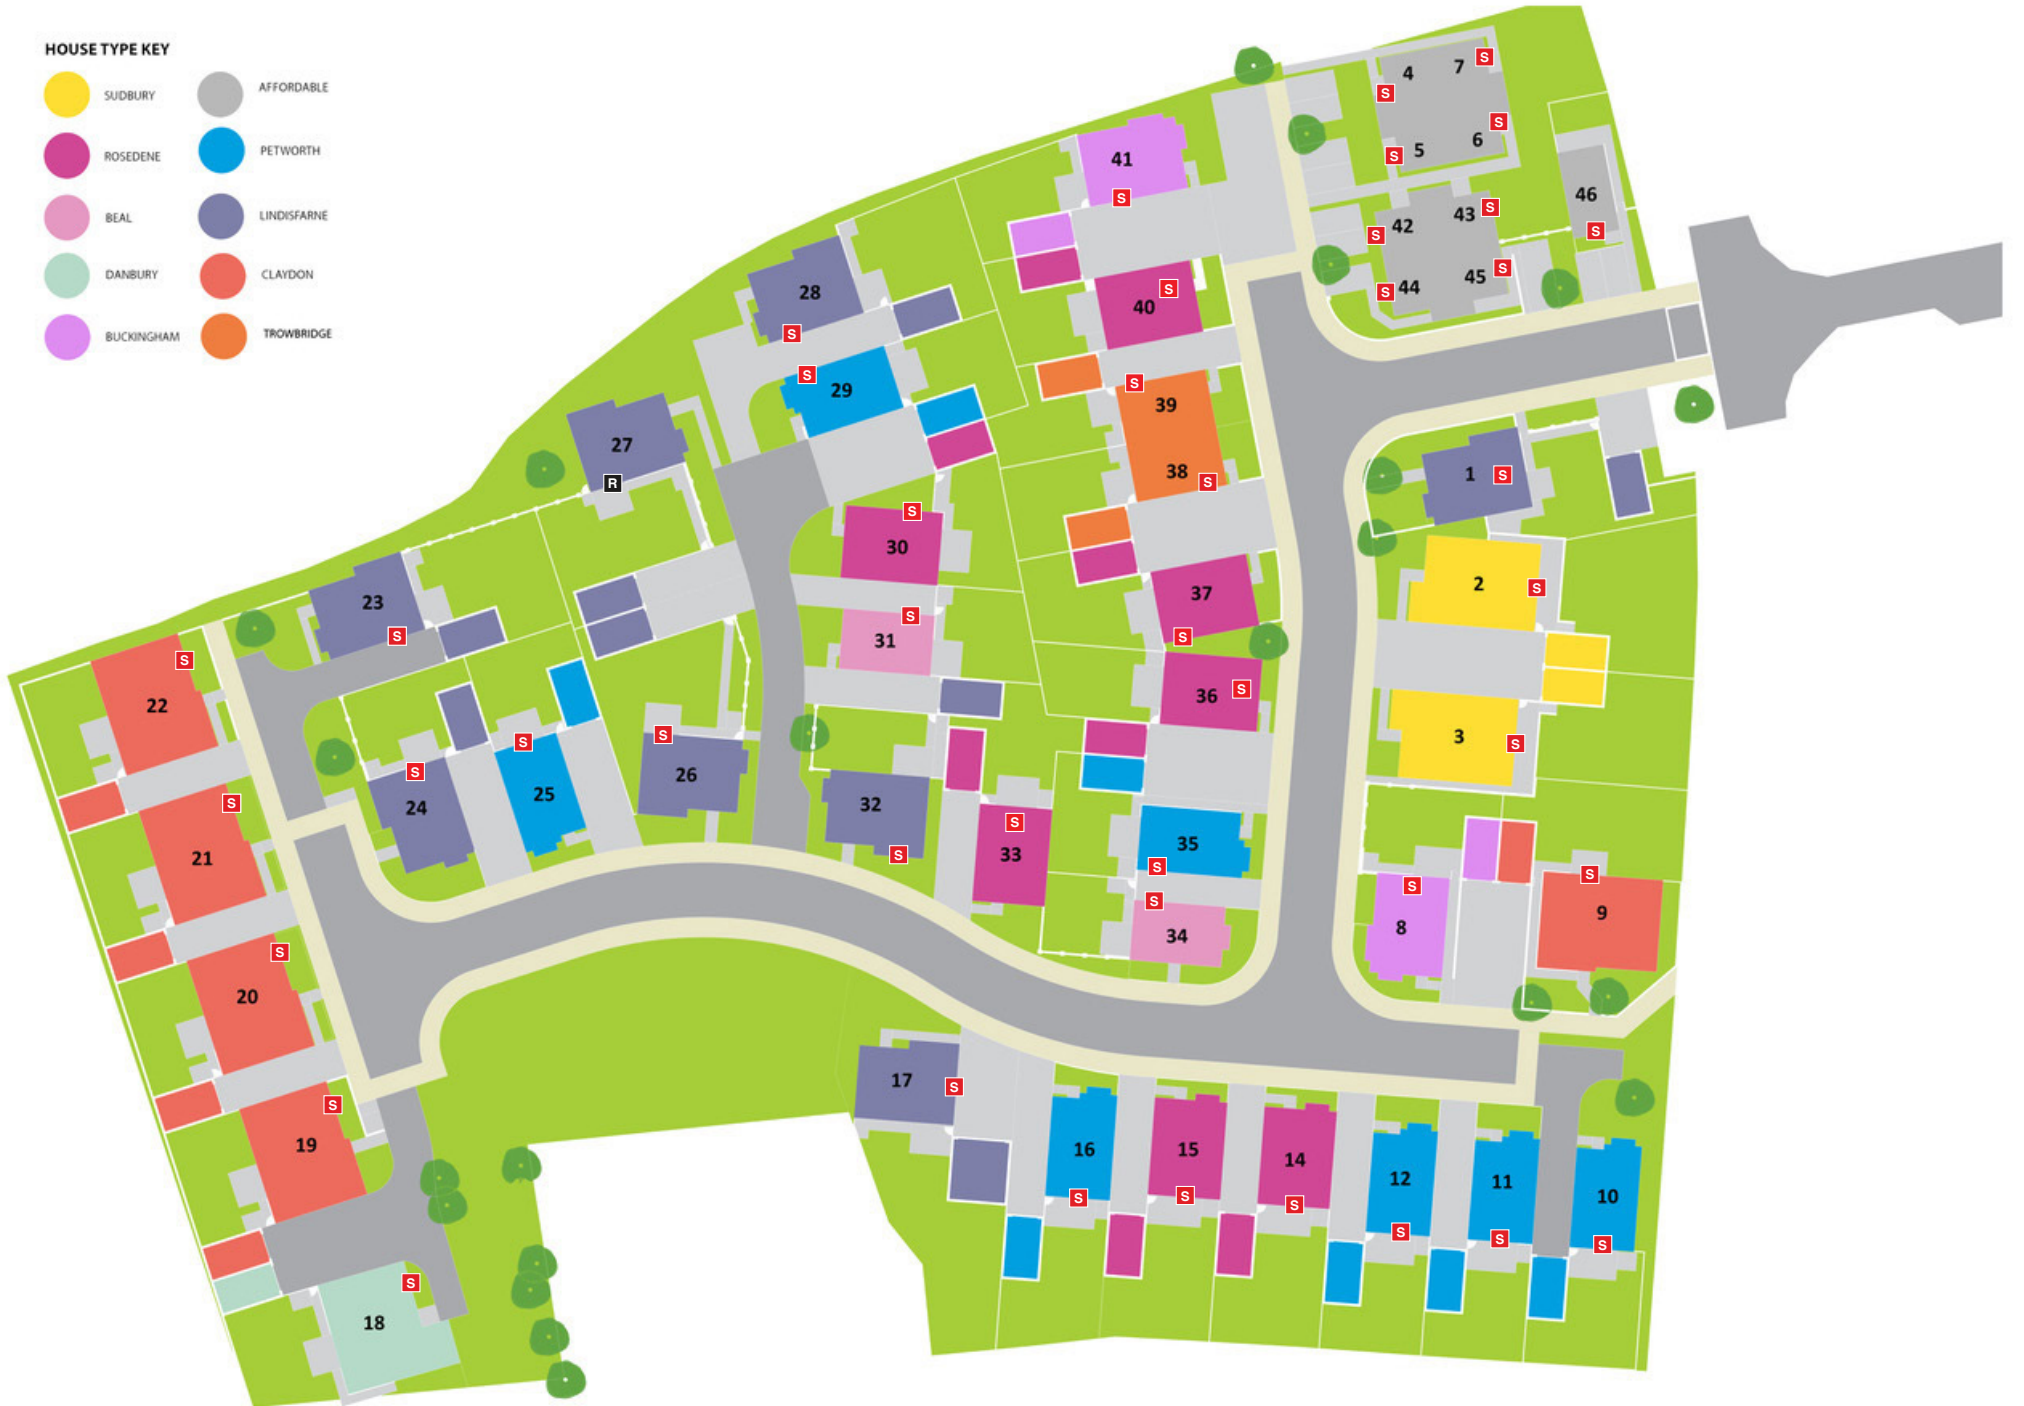 HOUSE TYPE KEY
SUDBURY
AFFORDABLE
ROSEDENE
PETWORTH
BEAL
LINDISFARNE
DANBURY
CLAYDON
BUCKINGHAM
TROWBRIDGE
4
7 S
S
S
5
6
S
41
S
46
S
42
43 S
S
44
45 S
S
28
S
40 S
S
29
S
39
38
S
27
R
1 S
S
30
2 S
37
S
23
S
S
31
22 S
36 S
S
26
S
25
S
24
3 S
21 S
32
S
S
33
35
S
S
34
S
8
S
9
20 S
19 S
17 S
16
S
15
S
14
S
12
S
11
S
10
S
18 S